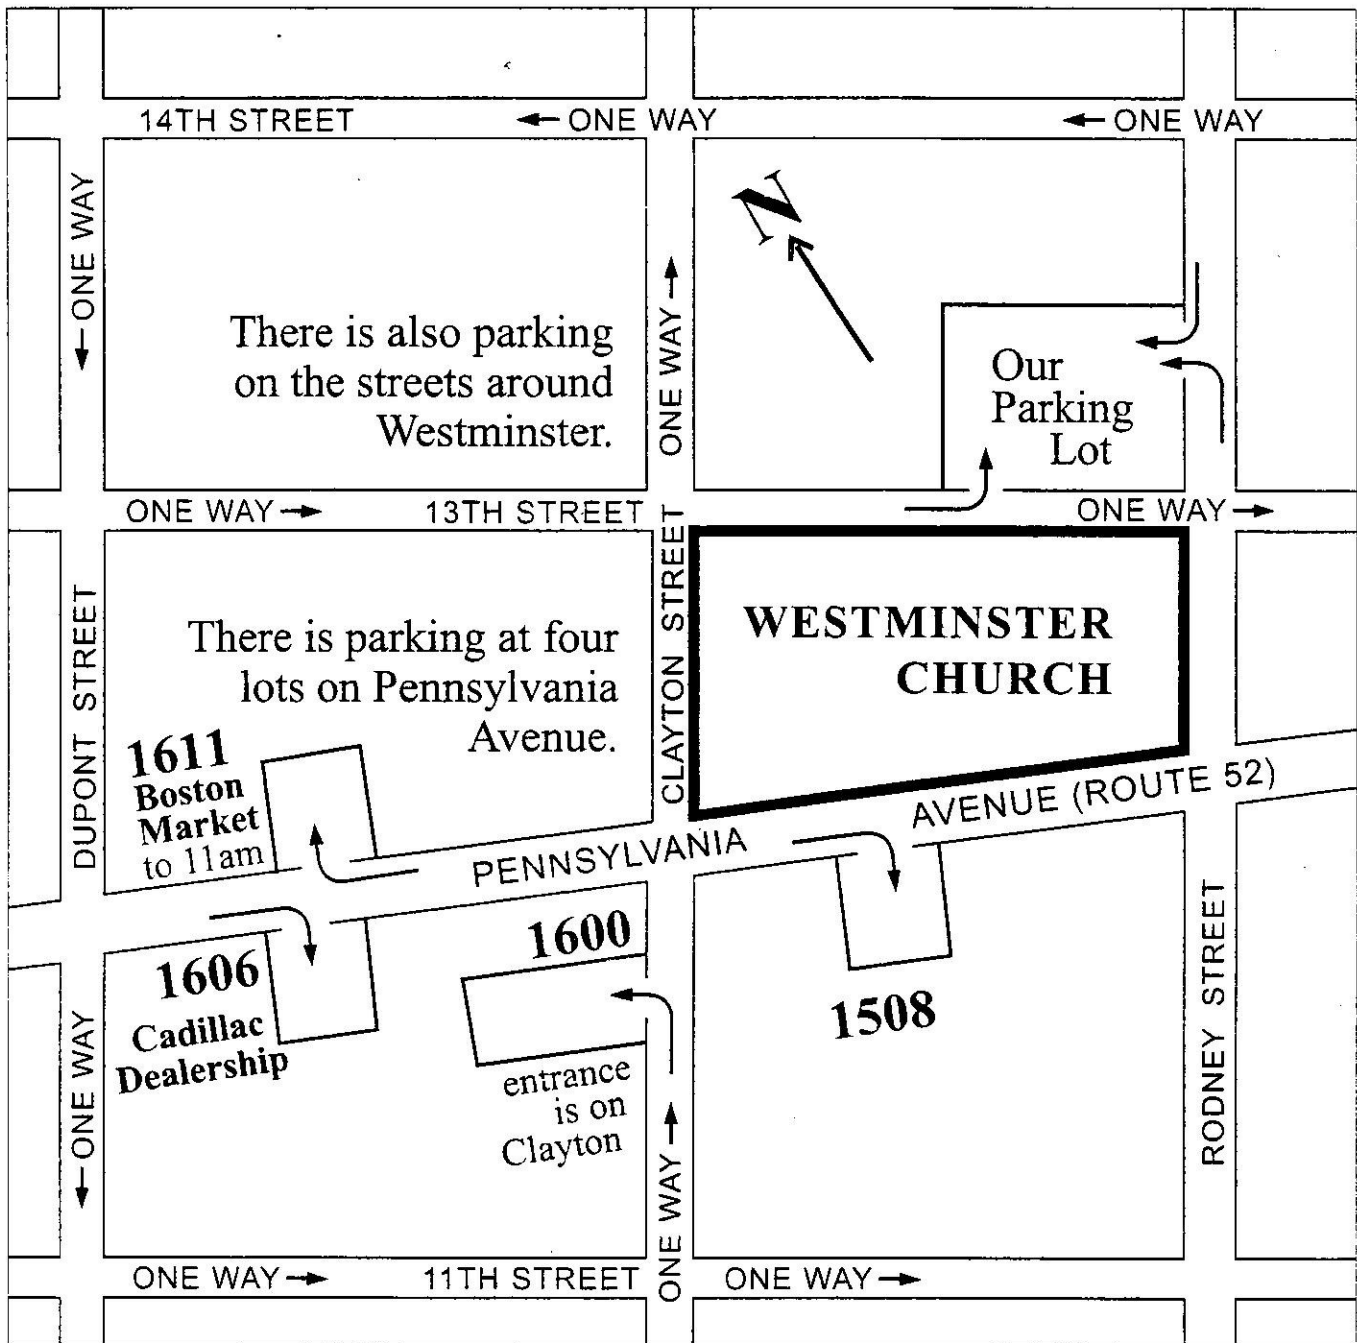 14TH STREET
← ONE WAY
← ONE WAY
← ONE WAY
N
There is also parking
on the streets around
Westminster.
ONE WAY →
Our
Parking
Lot
ONE WAY →
13TH STREET
ONE WAY →
DUPONT STREET
There is parking at four
lots on Pennsylvania
Avenue.
CLAYTON STREET
WESTMINSTER
CHURCH
1611
Boston
Market
to 11am
PENNSYLVANIA
AVENUE (ROUTE 52)
1606
Cadillac
Dealership
1600
entrance
is on
Clayton
1508
RODNEY STREET
← ONE WAY
ONE WAY →
ONE WAY →
11TH STREET
ONE WAY →